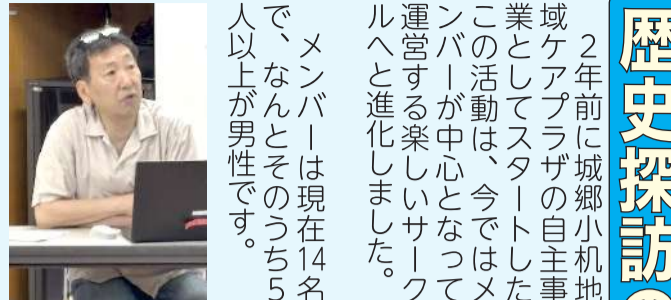 歴史探訪の
２年前に城郷小机地
域ケアプラザの自主事
業としてスタートした
この活動は、今ではメ
ンバーが中心となって
運営する楽しいサーク
ルへと進化しました。
メンバーは現在14名
で、なんとそのうち５
人以上が男性です。